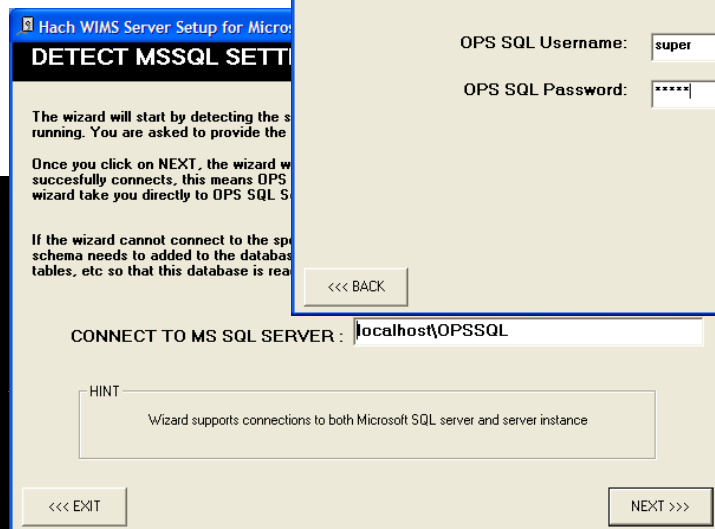 Hach WIMS Server Setup for Micros
DETECT MSSQL SETTI
The wizard will start by detecting the s
running. You are asked to provide the
Once you click on NEXT, the wizard w
succesfully connects, this means OPS
wizard take you directly to OPS SQL S
If the wizard cannot connect to the spe
schema needs to added to the databas
tables, etc so that this database is rea
OPS SQL Username: super
OPS SQL Password: *****
<<< BACK
CONNECT TO MS SQL SERVER : localhost\OPSSQL
HINT
Wizard supports connections to both Microsoft SQL server and server instance
<<< EXIT
NEXT >>>